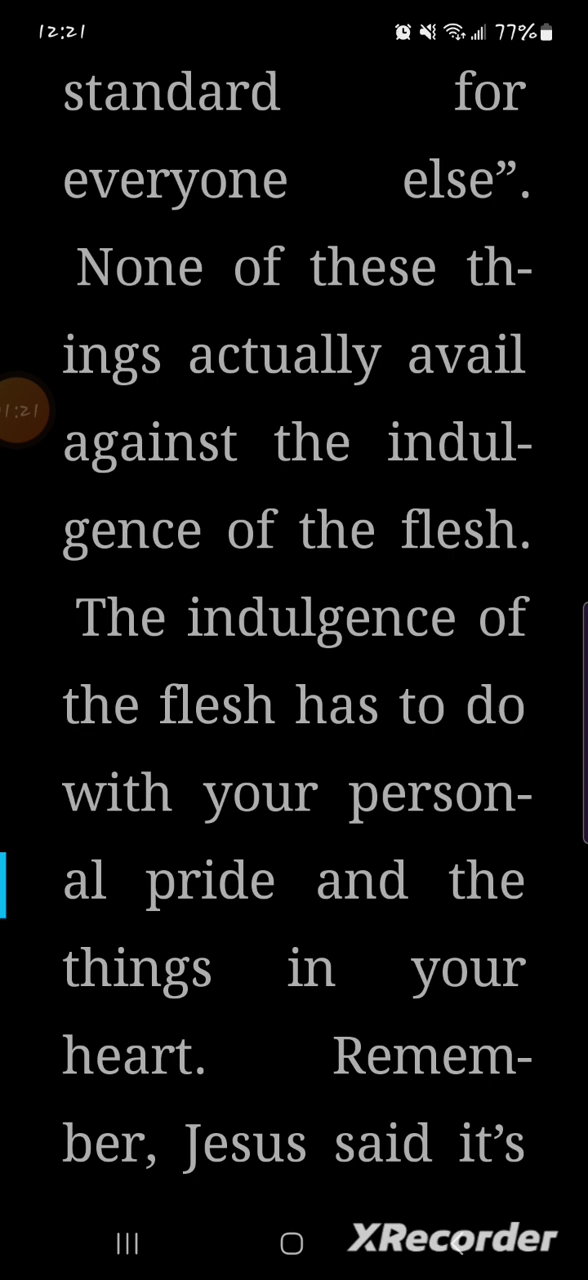 12:21
77%
standard for
everyone else”.
None of these th-
ings actually avail
1:21
against the indul-
gence of the flesh.
The indulgence of
the flesh has to do
with your person-
al pride and the
things in your
heart. Remem-
ber, Jesus said it’s
XRecorder